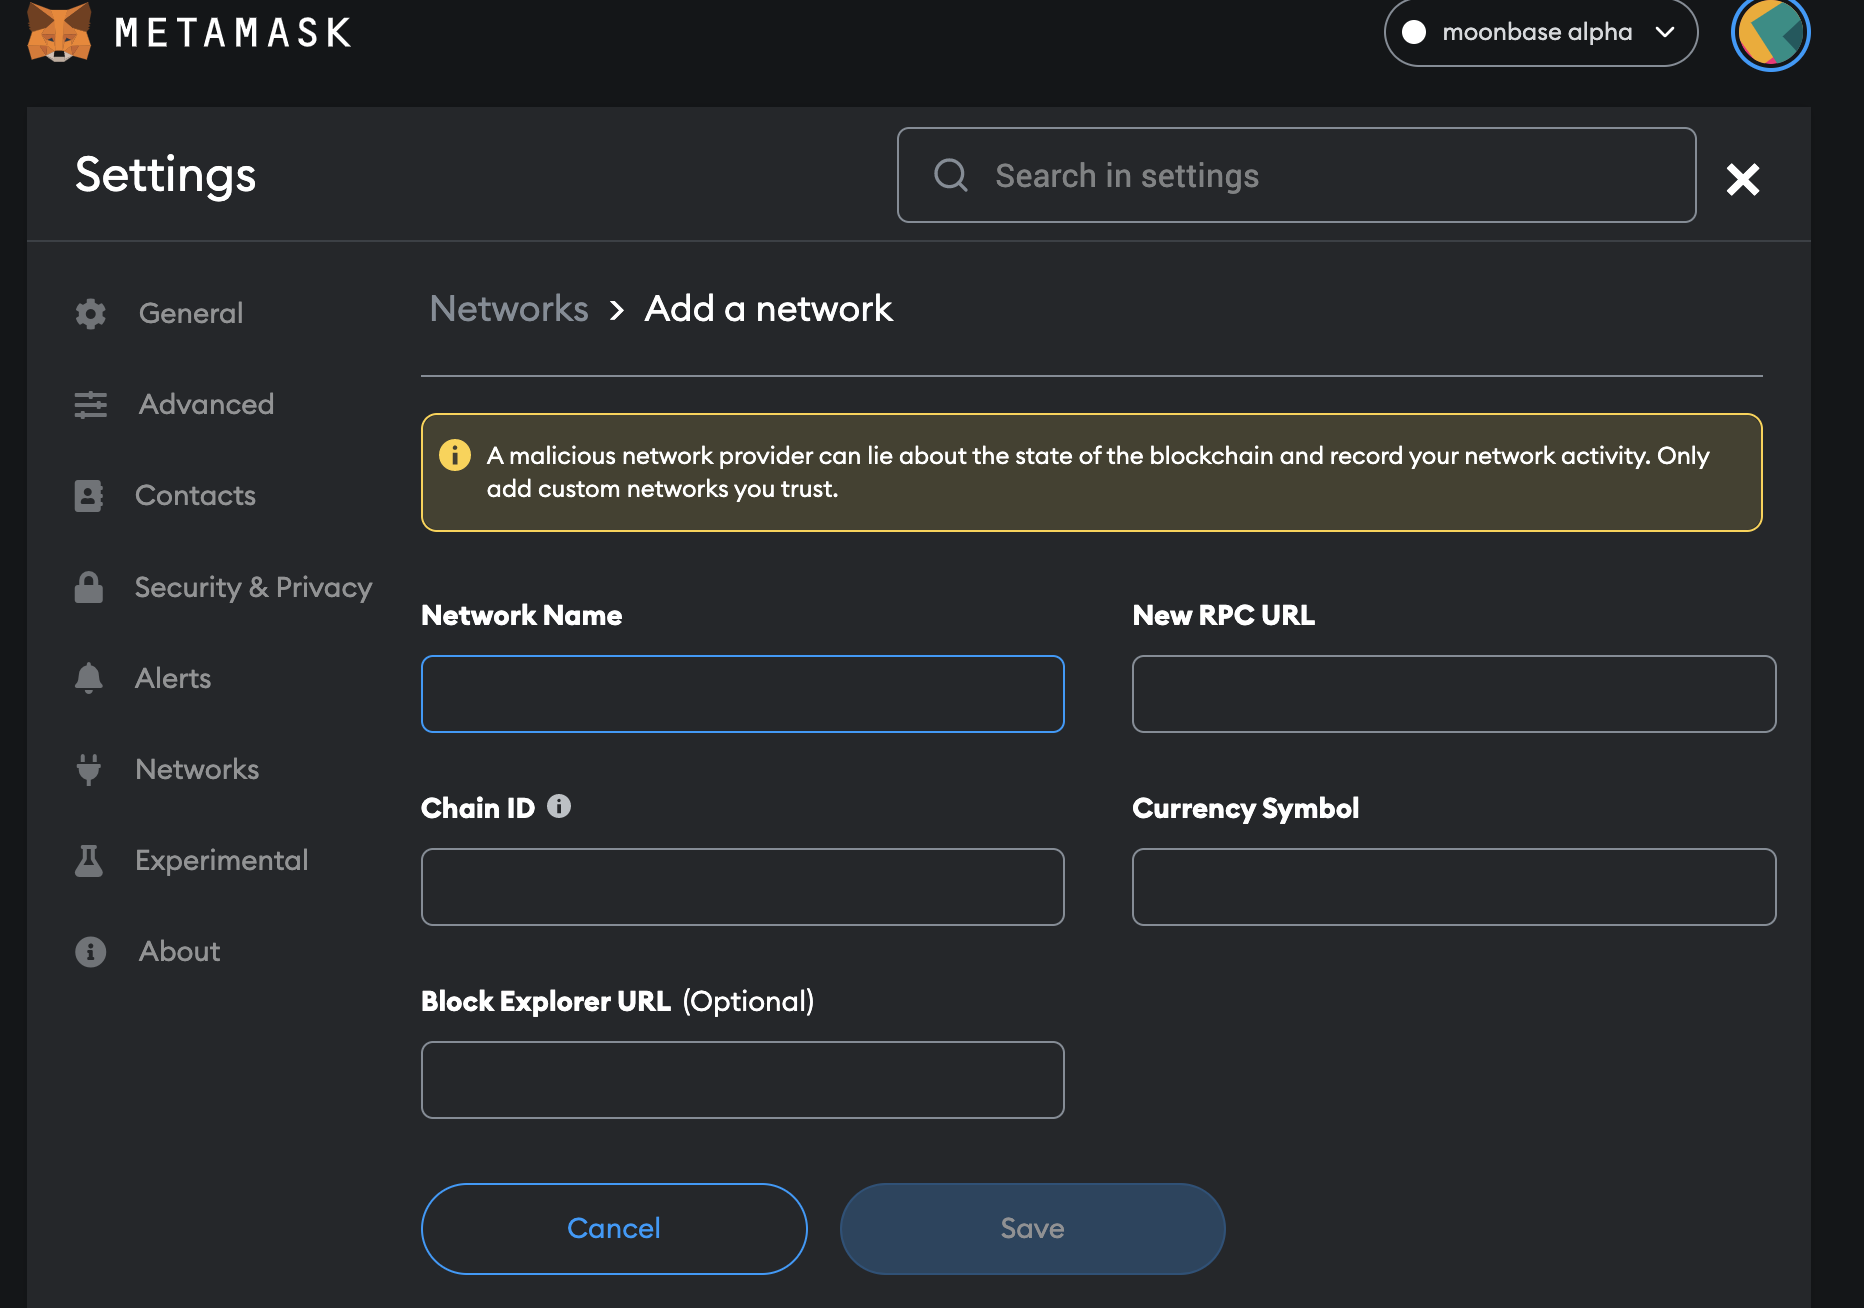 METAMASK
moonbase alpha
Settings
Search in settings
General
Advanced
Contacts
Security & Privacy
Alerts
Networks
Experimental
About
Networks > Add a network
A malicious network provider can lie about the state of the blockchain and record your network activity. Only
add custom networks you trust.
Network Name
New RPC URL
Chain ID
Currency Symbol
Block Explorer URL (Optional)
Cancel
Save